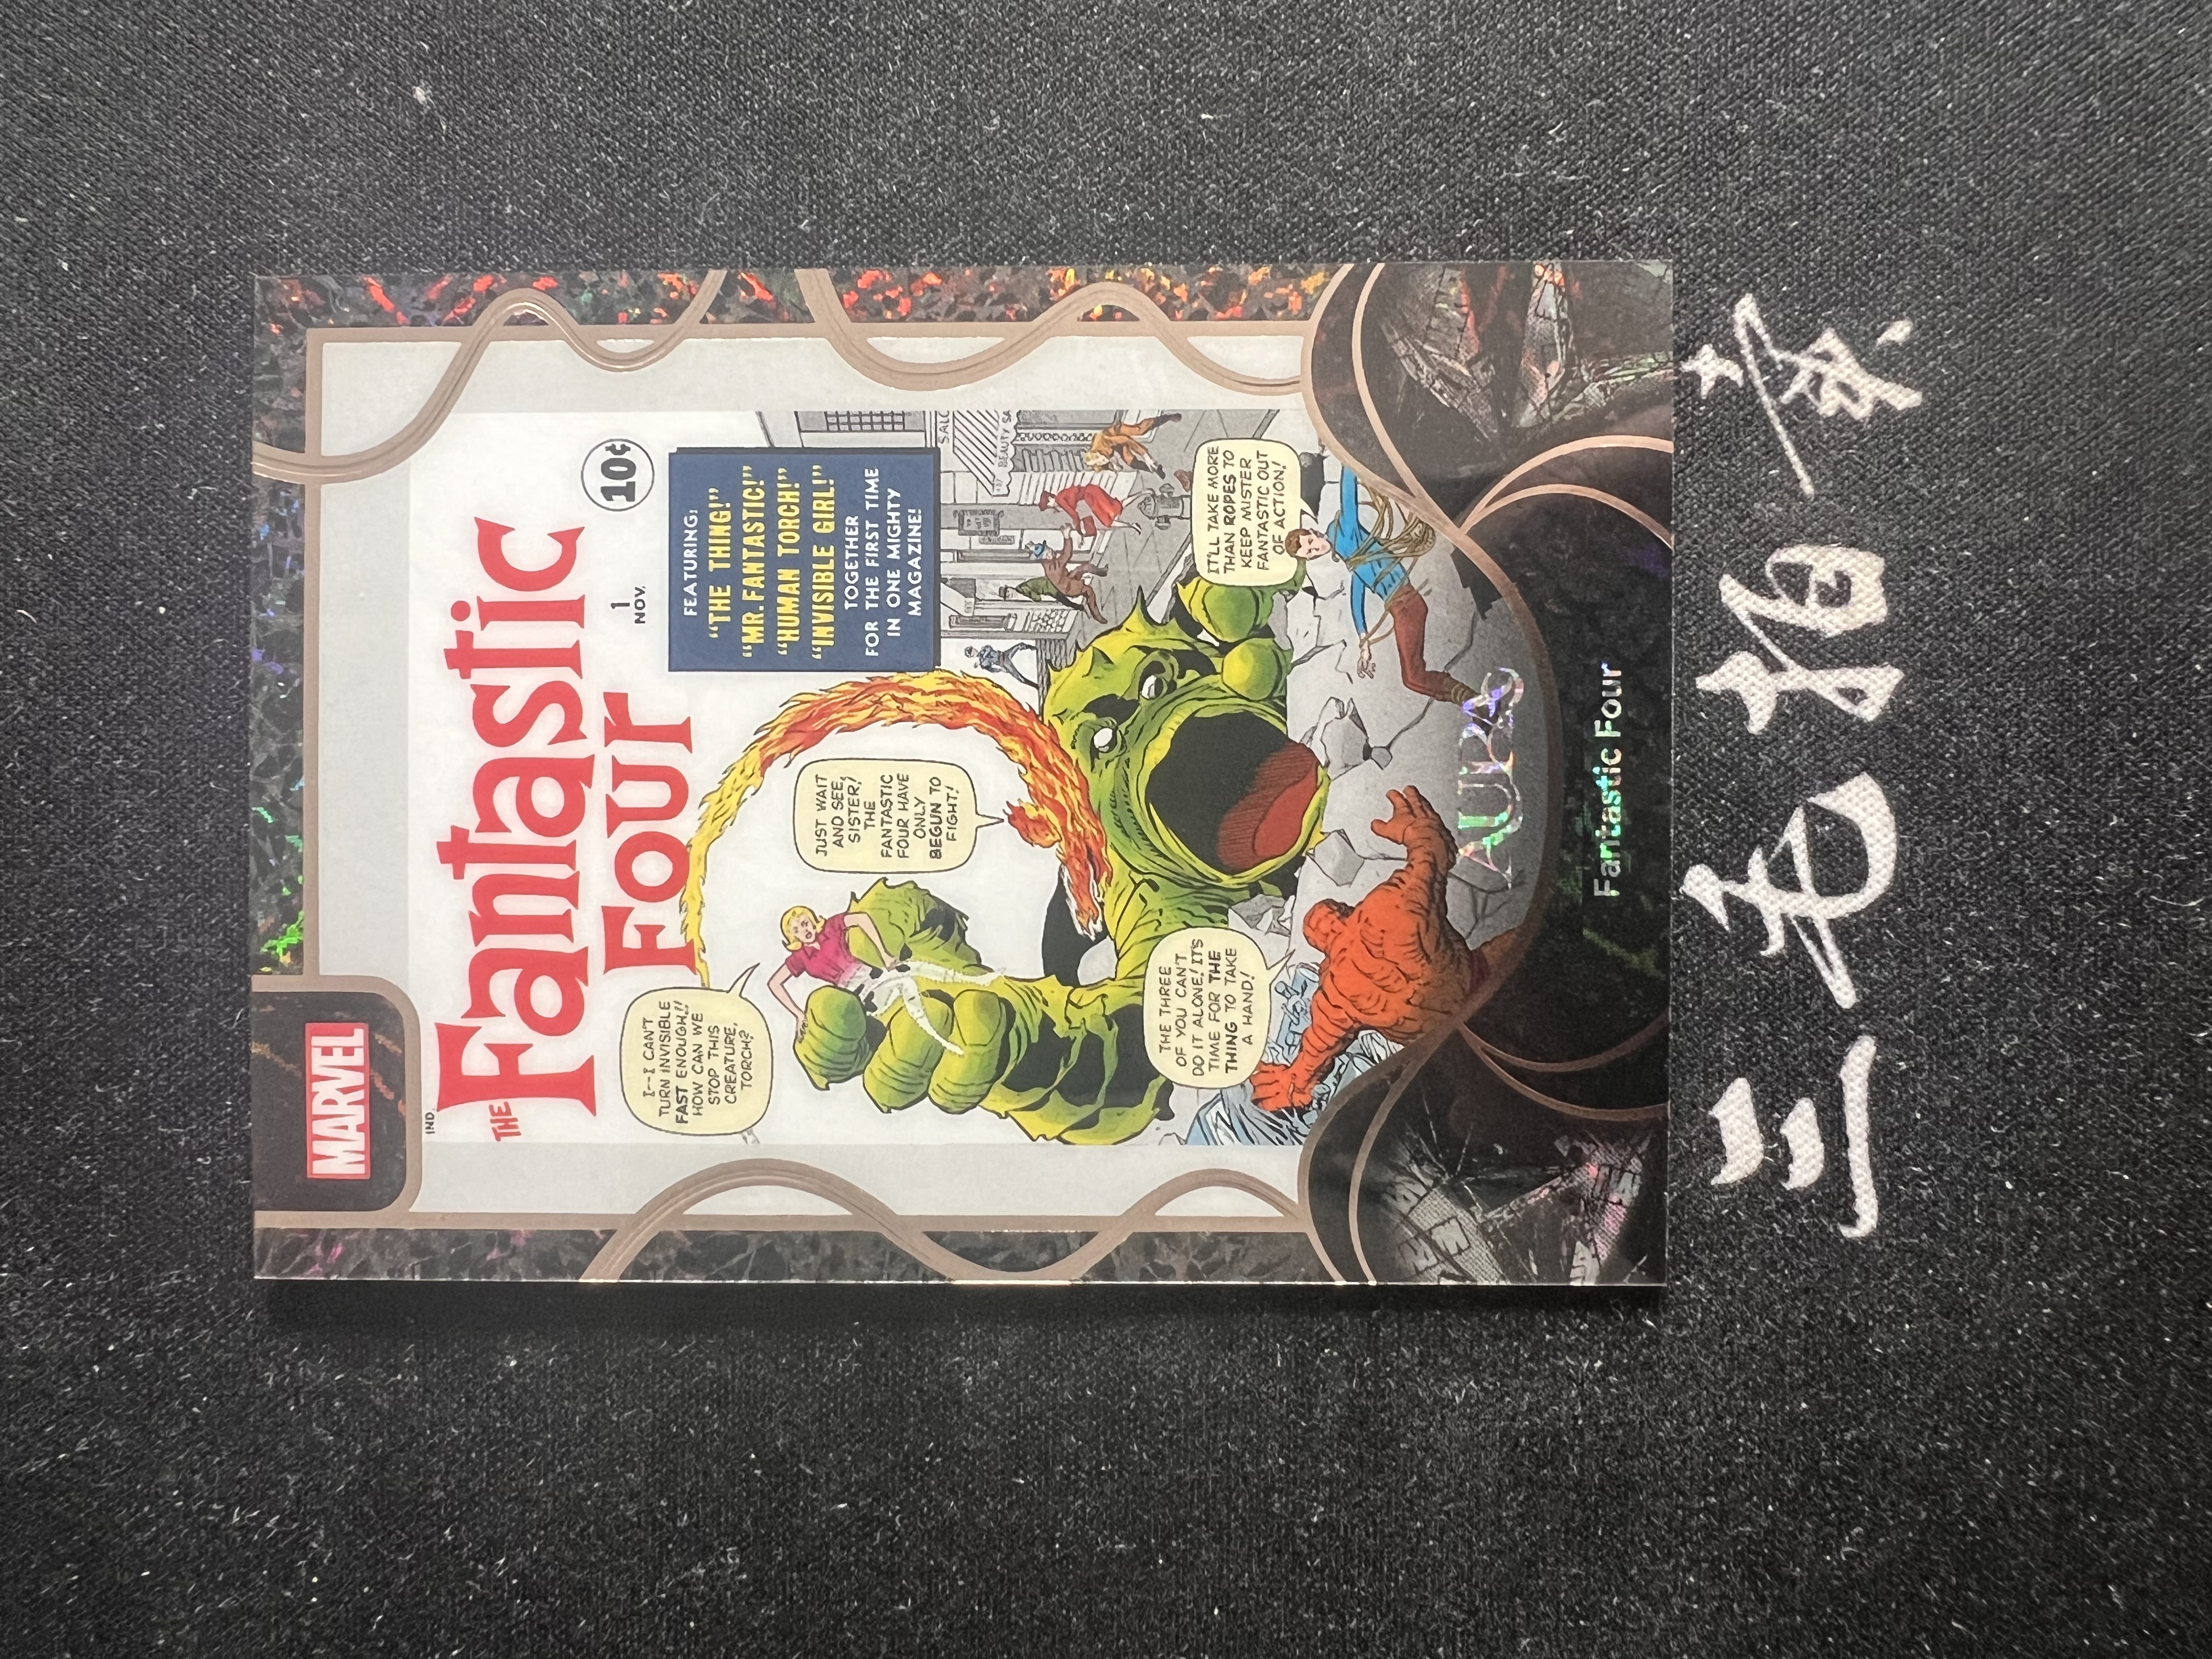 MARVEL
IND.
THE
Fantastic
Four
10¢
1
NOV.
I--I CAN'T
TURN INVISIBLE
FAST ENOUGH!!
HOW CAN WE
STOP THIS
CREATURE,
TORCH?
FEATURING:
"THE THING!"
"MR. FANTASTIC!"
"HUMAN TORCH!"
"INVISIBLE GIRL!"
TOGETHER
FOR THE FIRST TIME
IN ONE MIGHTY
MAGAZINE!
JUST WAIT
AND SEE,
SISTER!
THE
FANTASTIC
FOUR HAVE
ONLY
BEGUN TO
FIGHT!
BEAUTY SA
THE THREE
OF YOU CAN'T
DO IT ALONE! IT'S
TIME FOR THE
THING TO TAKE
A HAND!
IT'LL TAKE MORE
THAN ROPES TO
KEEP MISTER
FANTASTIC OUT
OF ACTION!
AURAS
Fantastic Four
三老拍卡